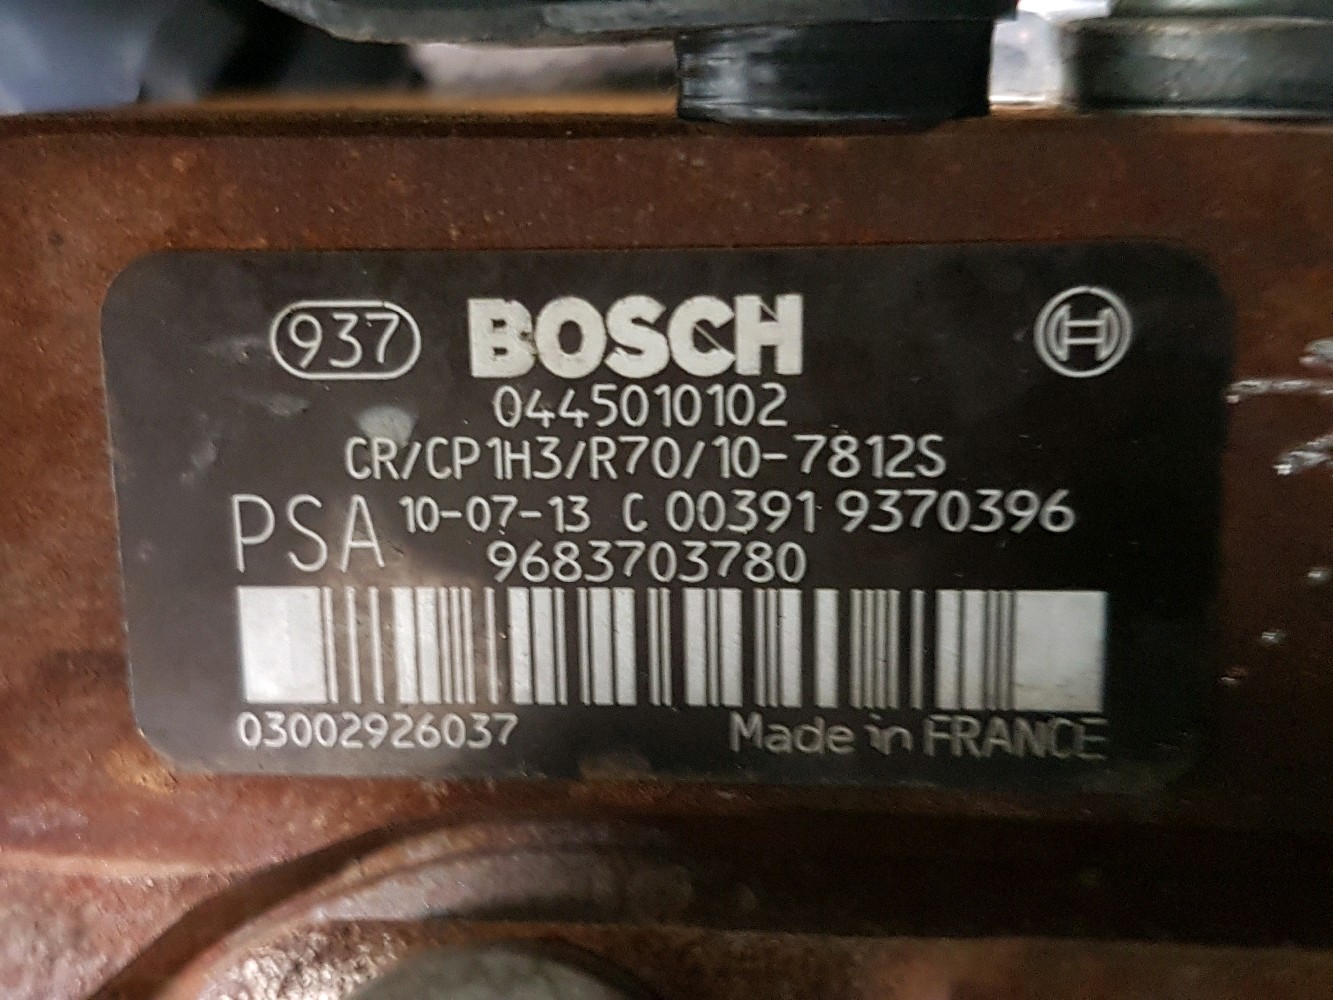 937 BOSCH
0445010102
CR/CP1H3/R70/10-7812S
PSA 10-07-13 C 00391 9370396
9683703780
03002926037 Made in FRANCE